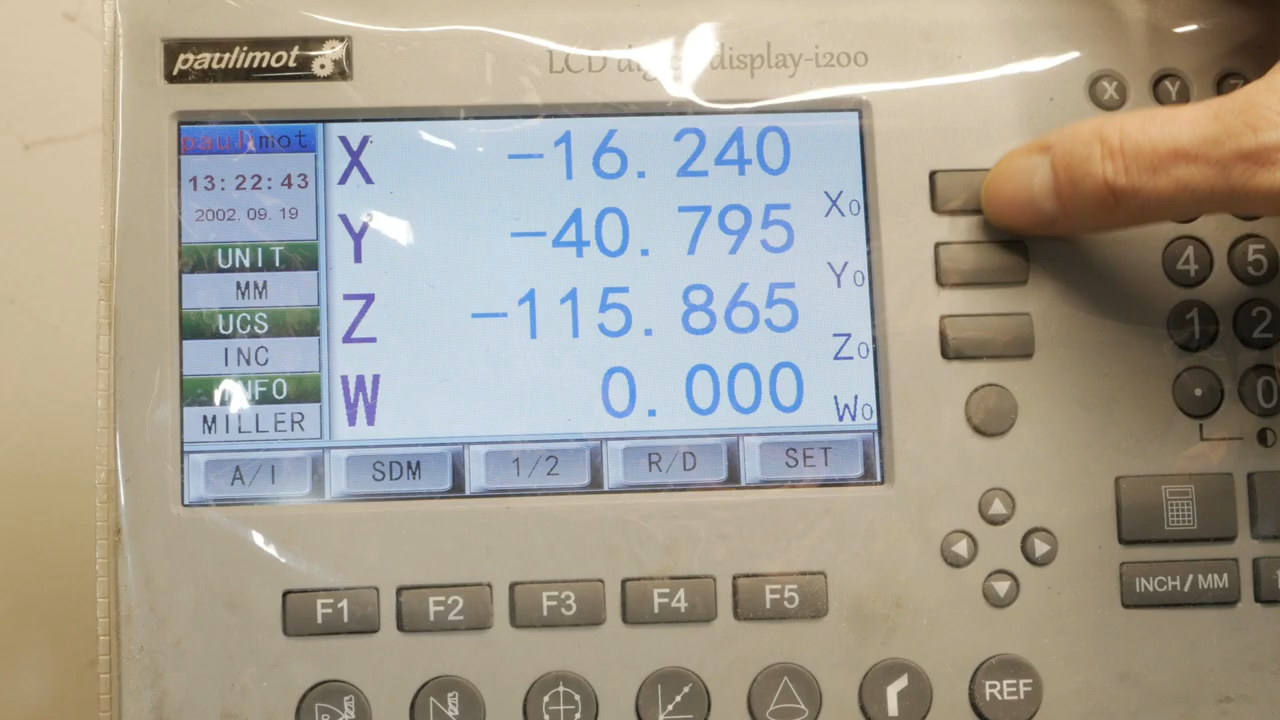 paulimot
LCD display-i200
X Y
paulimot
13:22:43
2002. 09. 19
UNIT
MM
UCS
INC
INFO
MILLER
X -16. 240
Y -40. 795
Z -115. 865
W 0. 000
X0
Y0
Z0
W0
A/I SDM 1/2 R/D SET
4 5
1 2
. 0
INCH/MM
F1 F2 F3 F4 F5
REF